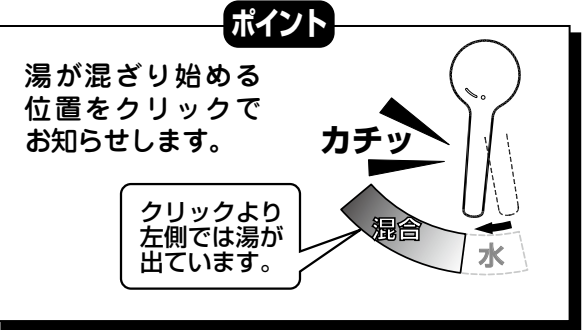 ポイント
湯が混ざり始める
位置をクリックで
お知らせします。
カチッ
クリックより
左側では湯が
出ています。
混合
水